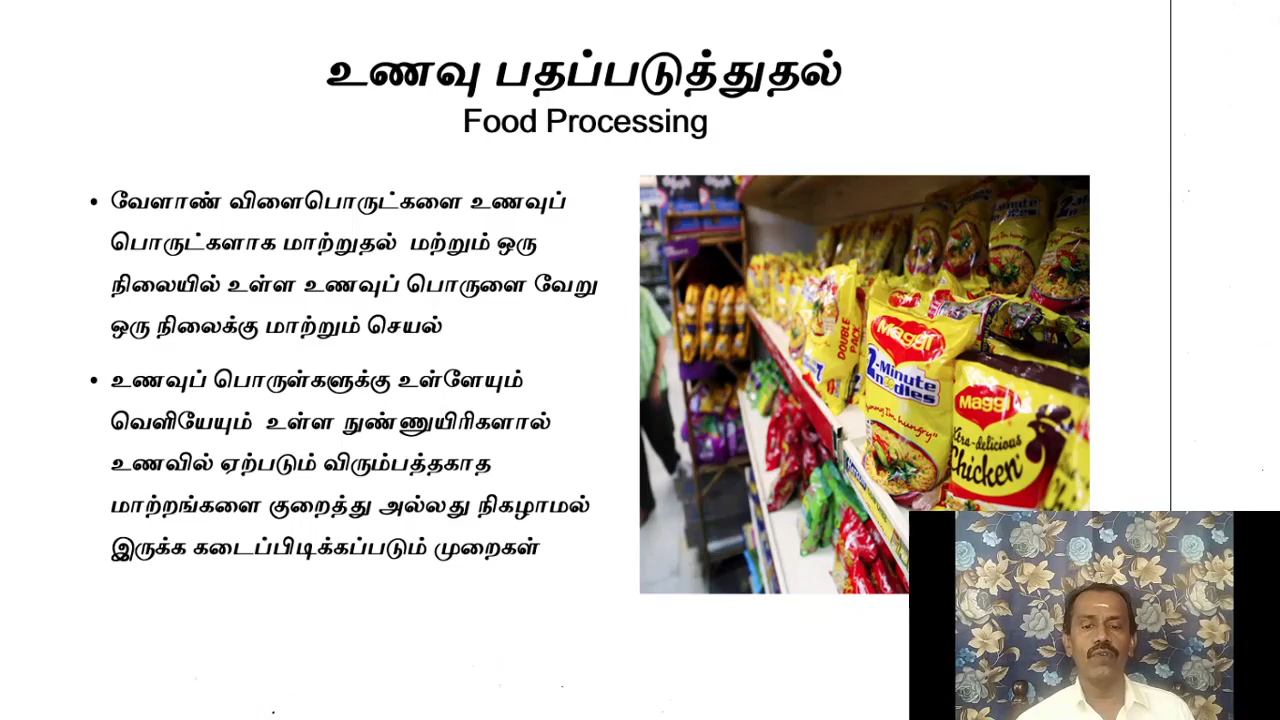 உணவு பதப்படுத்துதல்
Food Processing
• வேளாண் விளைபொருட்களை உணவுப்
பொருட்களாக மாற்றுதல் மற்றும் ஒரு
நிலையில் உள்ள உணவுப் பொருளை வேறு
ஒரு நிலைக்கு மாற்றும் செயல்
• உணவுப் பொருள்களுக்கு உள்ளேயும்
வெளியேயும் உள்ள நுண்ணுயிரிகளால்
உணவில் ஏற்படும் விரும்பத்தகாத
மாற்றங்களை குறைத்து அல்லது நிகழாமல்
இருக்க கடைப்பிடிக்கப்படும் முறைகள்
DOUBLE
PACK
Maggi
2-Minute
noodles
I'm hungry"
Maggi
delicious
Chicken